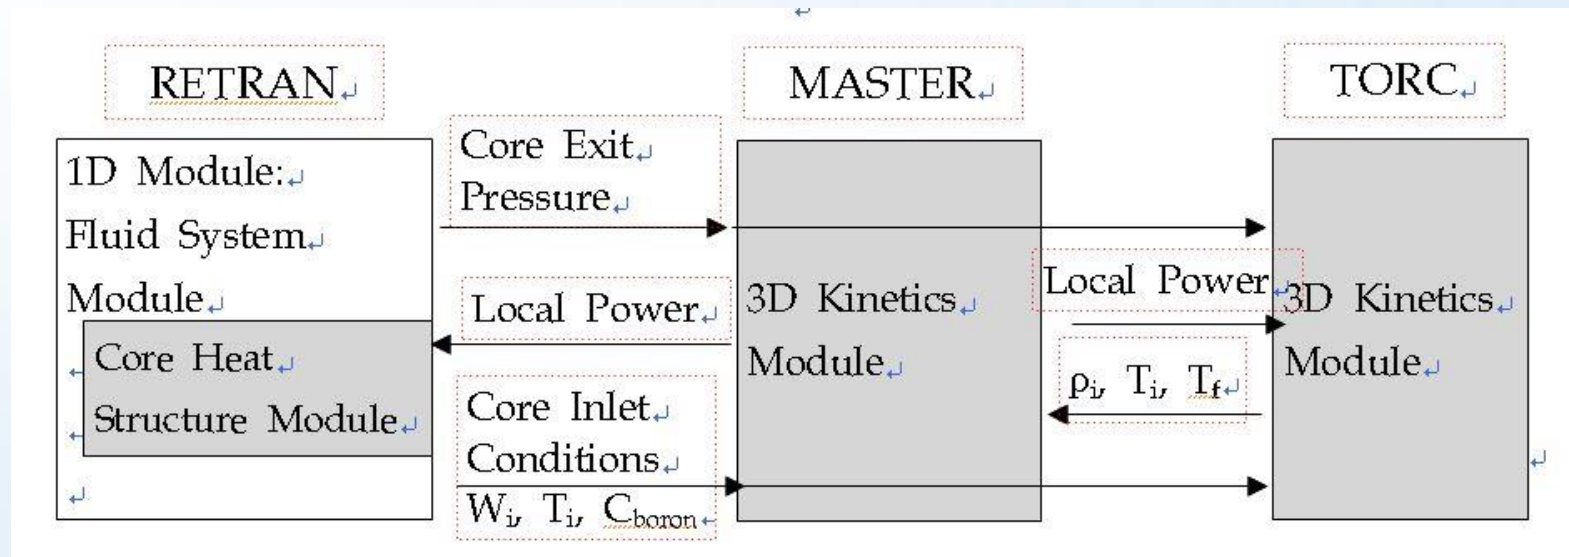 RETRAN
MASTER
TORC
1D Module:
Fluid System
Module
Core Heat
Structure Module
Core Exit
Pressure
Local Power
Core Inlet
Conditions
Wi, Ti, Cboron
3D Kinetics
Module
Local Power
ρi, Ti, Tf
3D Kinetics
Module